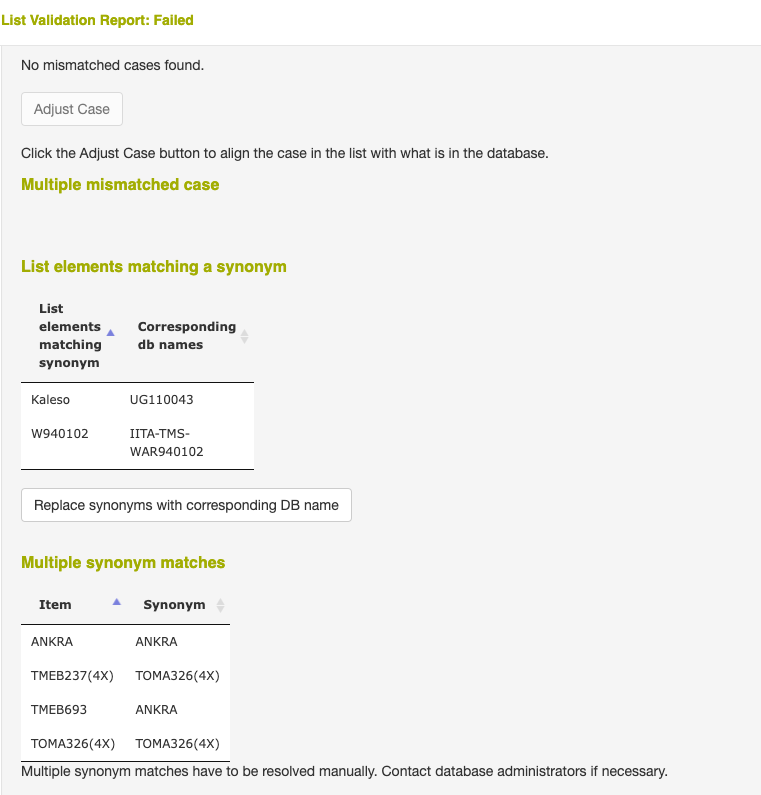 List Validation Report: Failed
No mismatched cases found.
Adjust Case
Click the Adjust Case button to align the case in the list with what is in the database.
Multiple mismatched case
List elements matching a synonym
List
elements
matching
synonym
Corresponding
db names
Kaleso UG110043
W940102 IITA-TMS-
WAR940102
Replace synonyms with corresponding DB name
Multiple synonym matches
Item Synonym
ANKRA ANKRA
TMEB237(4X) TOMA326(4X)
TMEB693 ANKRA
TOMA326(4X) TOMA326(4X)
Multiple synonym matches have to be resolved manually. Contact database administrators if necessary.